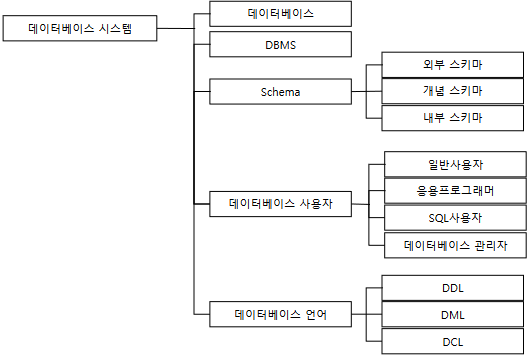 데이터베이스 시스템
데이터베이스
DBMS
Schema
외부 스키마
개념 스키마
내부 스키마
데이터베이스 사용자
일반사용자
응용프로그래머
SQL사용자
데이터베이스 관리자
데이터베이스 언어
DDL
DML
DCL